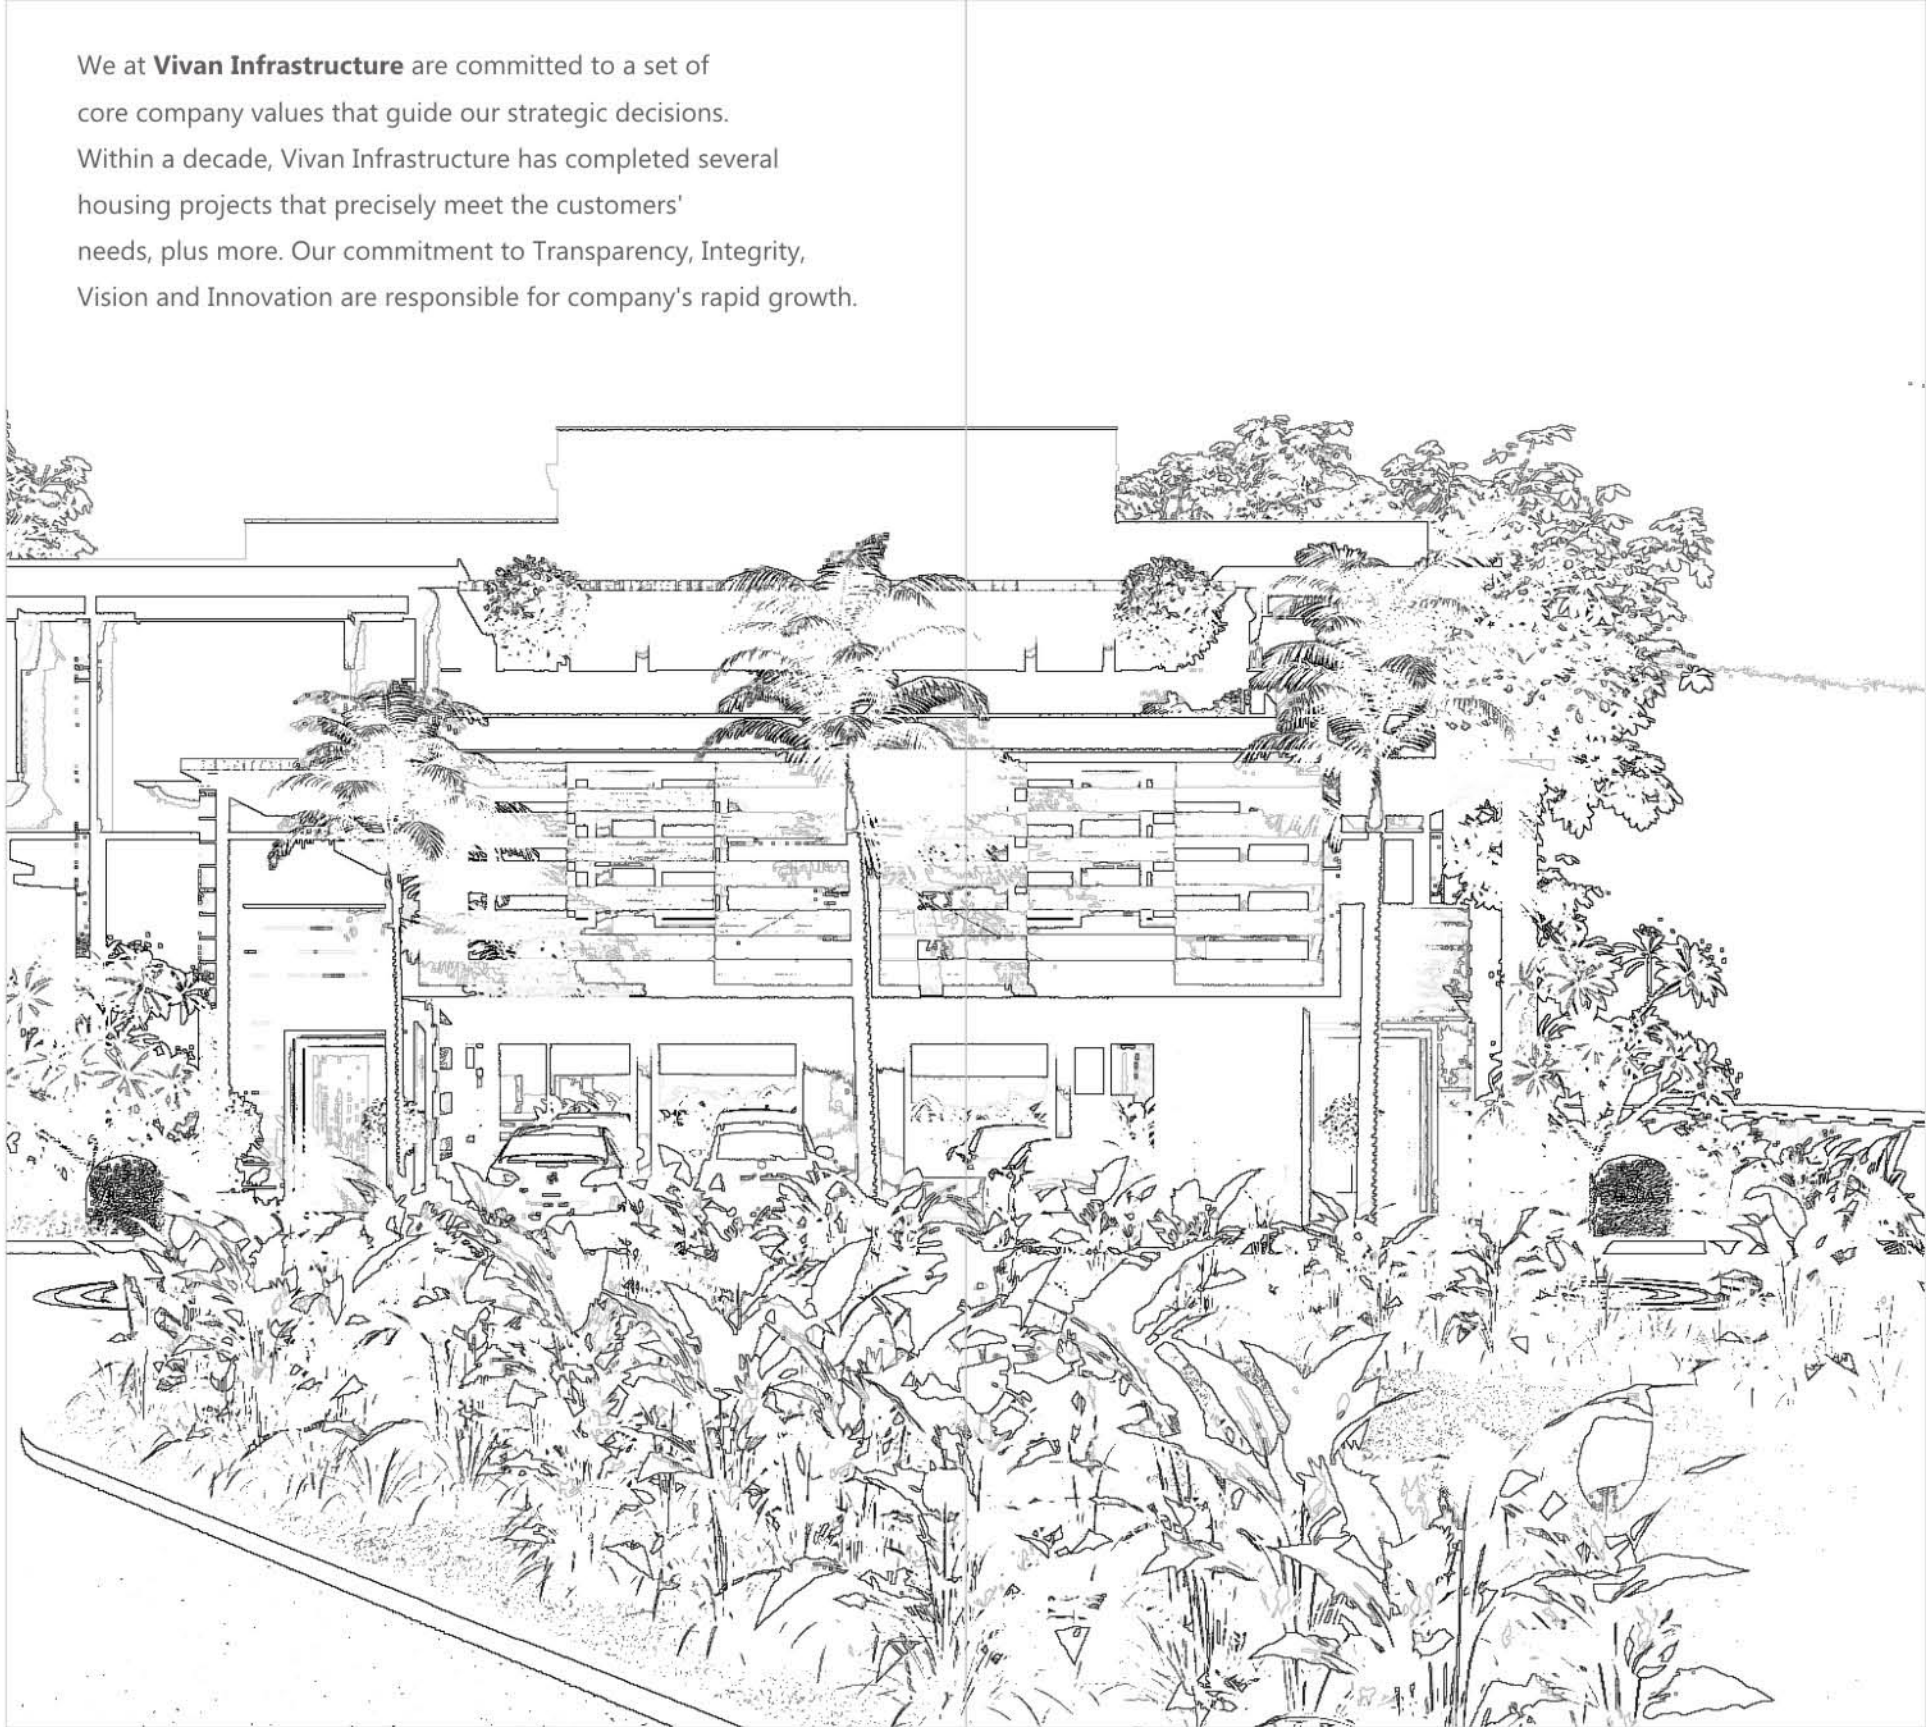 We at Vivan Infrastructure are committed to a set of
core company values that guide our strategic decisions.
Within a decade, Vivan Infrastructure has completed several
housing projects that precisely meet the customers'
needs, plus more. Our commitment to Transparency, Integrity,
Vision and Innovation are responsible for company's rapid growth.